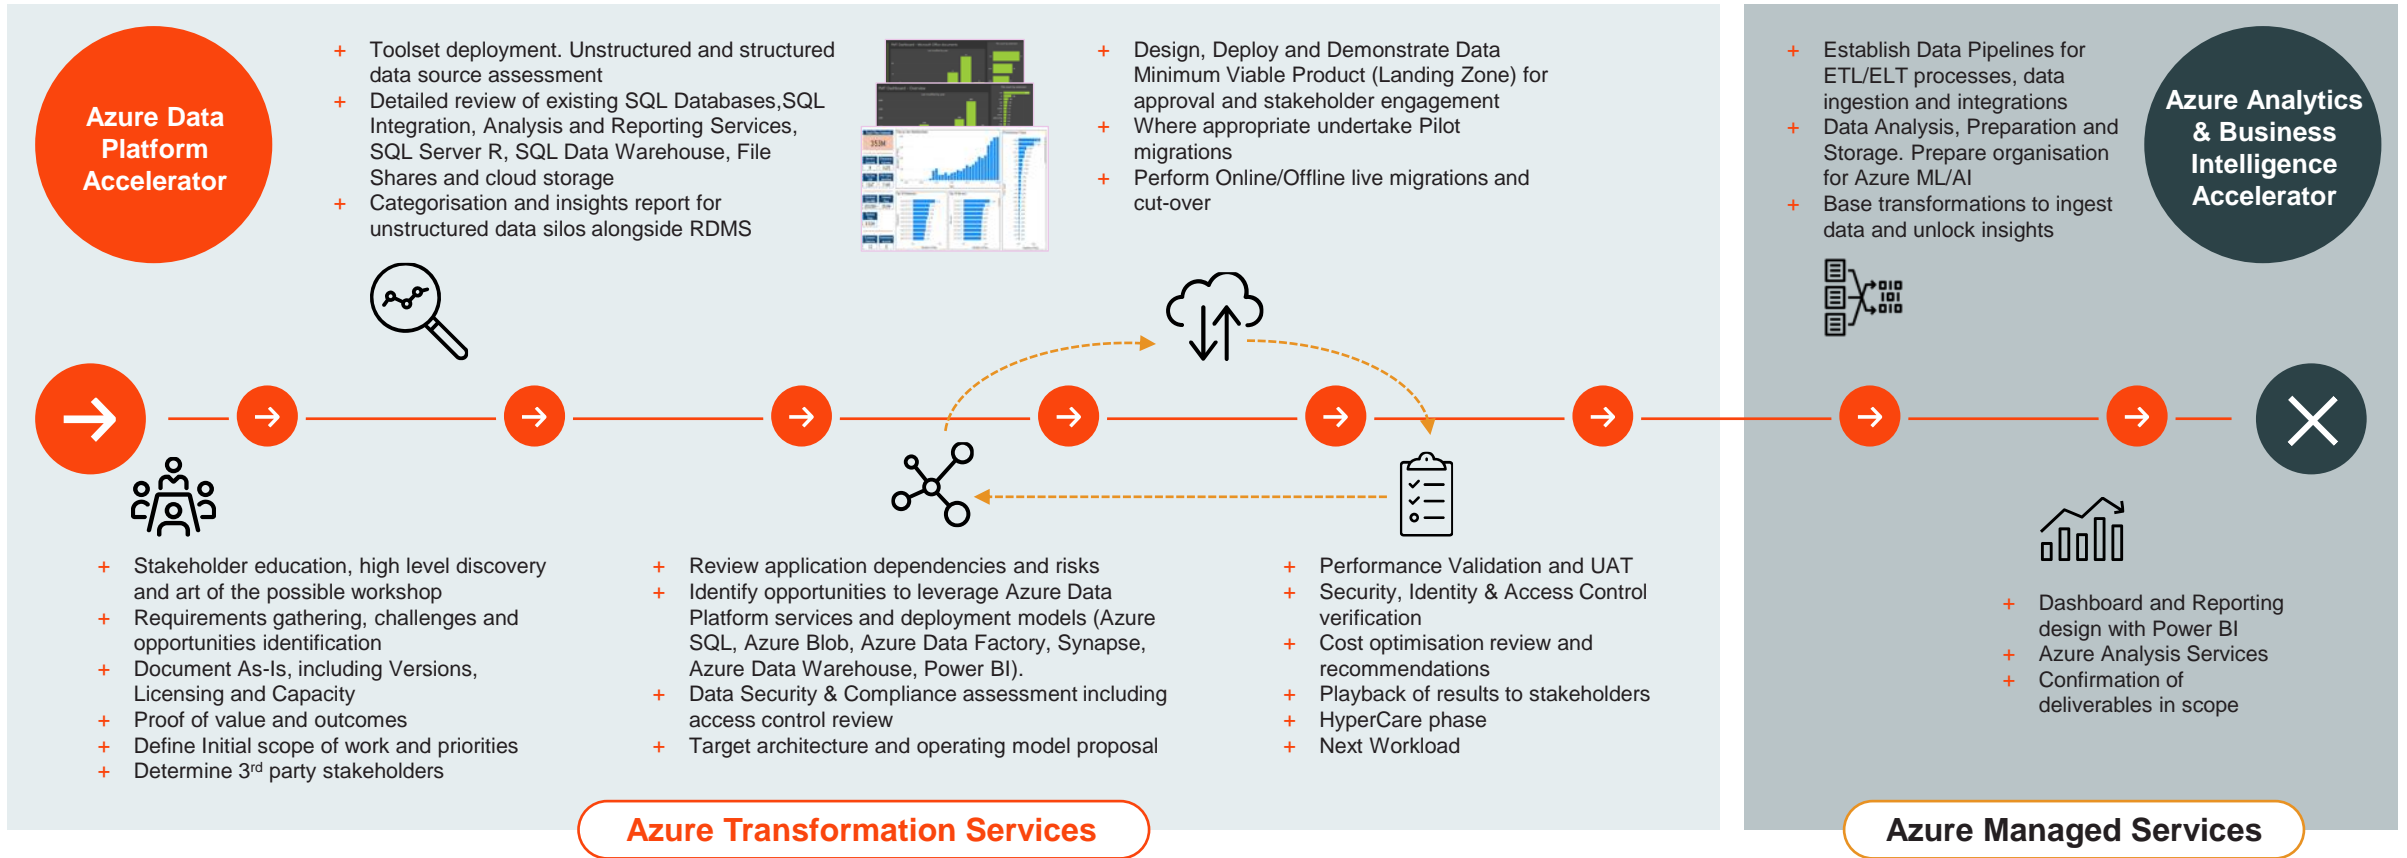 Azure Data
Platform
Accelerator
+ Toolset deployment. Unstructured and structured
data source assessment
+ Detailed review of existing SQL Databases,SQL
Integration, Analysis and Reporting Services,
SQL Server R, SQL Data Warehouse, File
Shares and cloud storage
+ Categorisation and insights report for
unstructured data silos alongside RDMS
353M
+ Design, Deploy and Demonstrate Data
Minimum Viable Product (Landing Zone) for
approval and stakeholder engagement
+ Where appropriate undertake Pilot
migrations
+ Perform Online/Offline live migrations and
cut-over
+ Establish Data Pipelines for
ETL/ELT processes, data
ingestion and integrations
+ Data Analysis, Preparation and
Storage. Prepare organisation
for Azure ML/AI
+ Base transformations to ingest
data and unlock insights
Azure Analytics
& Business
Intelligence
Accelerator
010
101
010
+ Stakeholder education, high level discovery
and art of the possible workshop
+ Requirements gathering, challenges and
opportunities identification
+ Document As-Is, including Versions,
Licensing and Capacity
+ Proof of value and outcomes
+ Define Initial scope of work and priorities
+ Determine 3rd party stakeholders
+ Review application dependencies and risks
+ Identify opportunities to leverage Azure Data
Platform services and deployment models (Azure
SQL, Azure Blob, Azure Data Factory, Synapse,
Azure Data Warehouse, Power BI).
+ Data Security & Compliance assessment including
access control review
+ Target architecture and operating model proposal
+ Performance Validation and UAT
+ Security, Identity & Access Control
verification
+ Cost optimisation review and
recommendations
+ Playback of results to stakeholders
+ HyperCare phase
+ Next Workload
+ Dashboard and Reporting
design with Power BI
+ Azure Analysis Services
+ Confirmation of
deliverables in scope
Azure Transformation Services
Azure Managed Services